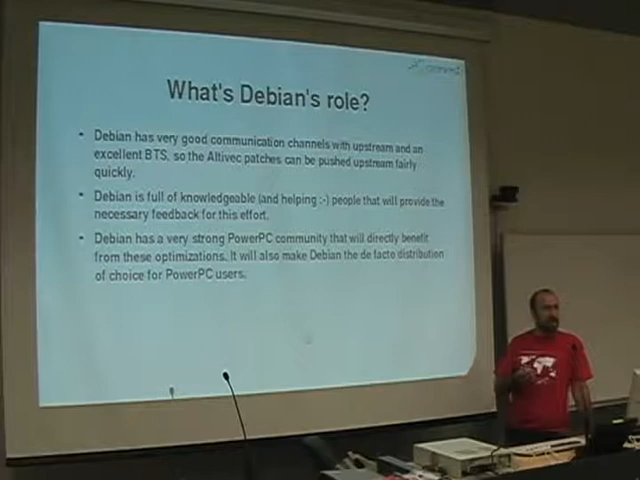 What's Debian's role?
• Debian has very good communication channels with upstream and an
excellent BTS, so the Altivec patches can be pushed upstream fairly
quickly.
• Debian is full of knowledgeable (and helping :-) people that will provide the
necessary feedback for this effort.
• Debian has a very strong PowerPC community that will directly benefit
from these optimizations. It will also make Debian the de facto distribution
of choice for PowerPC users.